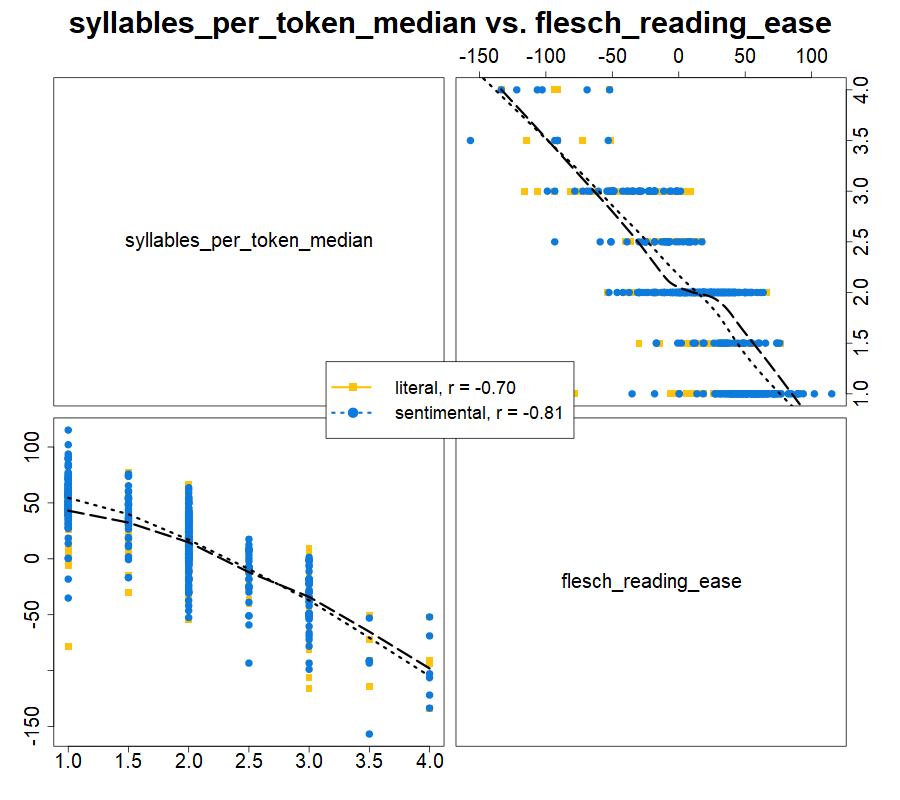 syllables_per_token_median vs. flesch_reading_ease
-150 -100 -50 0 50 100
syllables_per_token_median
4.0
3.5
3.0
2.5
2.0
1.5
1.0
literal, r = -0.70
sentimental, r = -0.81
100
50
0
-50
-150
flesch_reading_ease
1.0 1.5 2.0 2.5 3.0 3.5 4.0